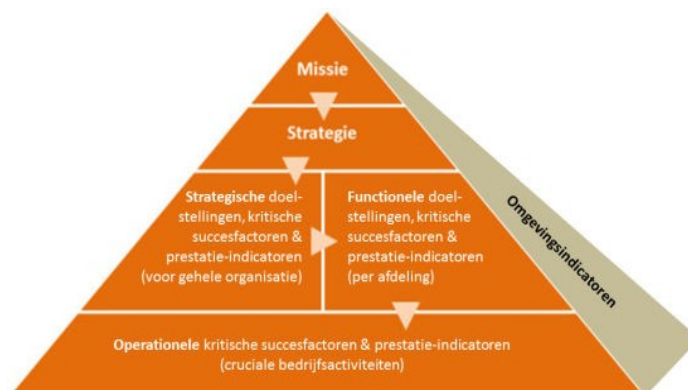 Missie
Strategie
Strategische doel-
stellingen, kritische
succesfactoren &
prestatie-indicatoren
(voor gehele organisatie)
Functionele doel-
stellingen, kritische
succesfactoren &
prestatie-indicatoren
(per afdeling)
Operationele kritische succesfactoren & prestatie-indicatoren
(cruciale bedrijfsactiviteiten)
Omgevingsindicatoren